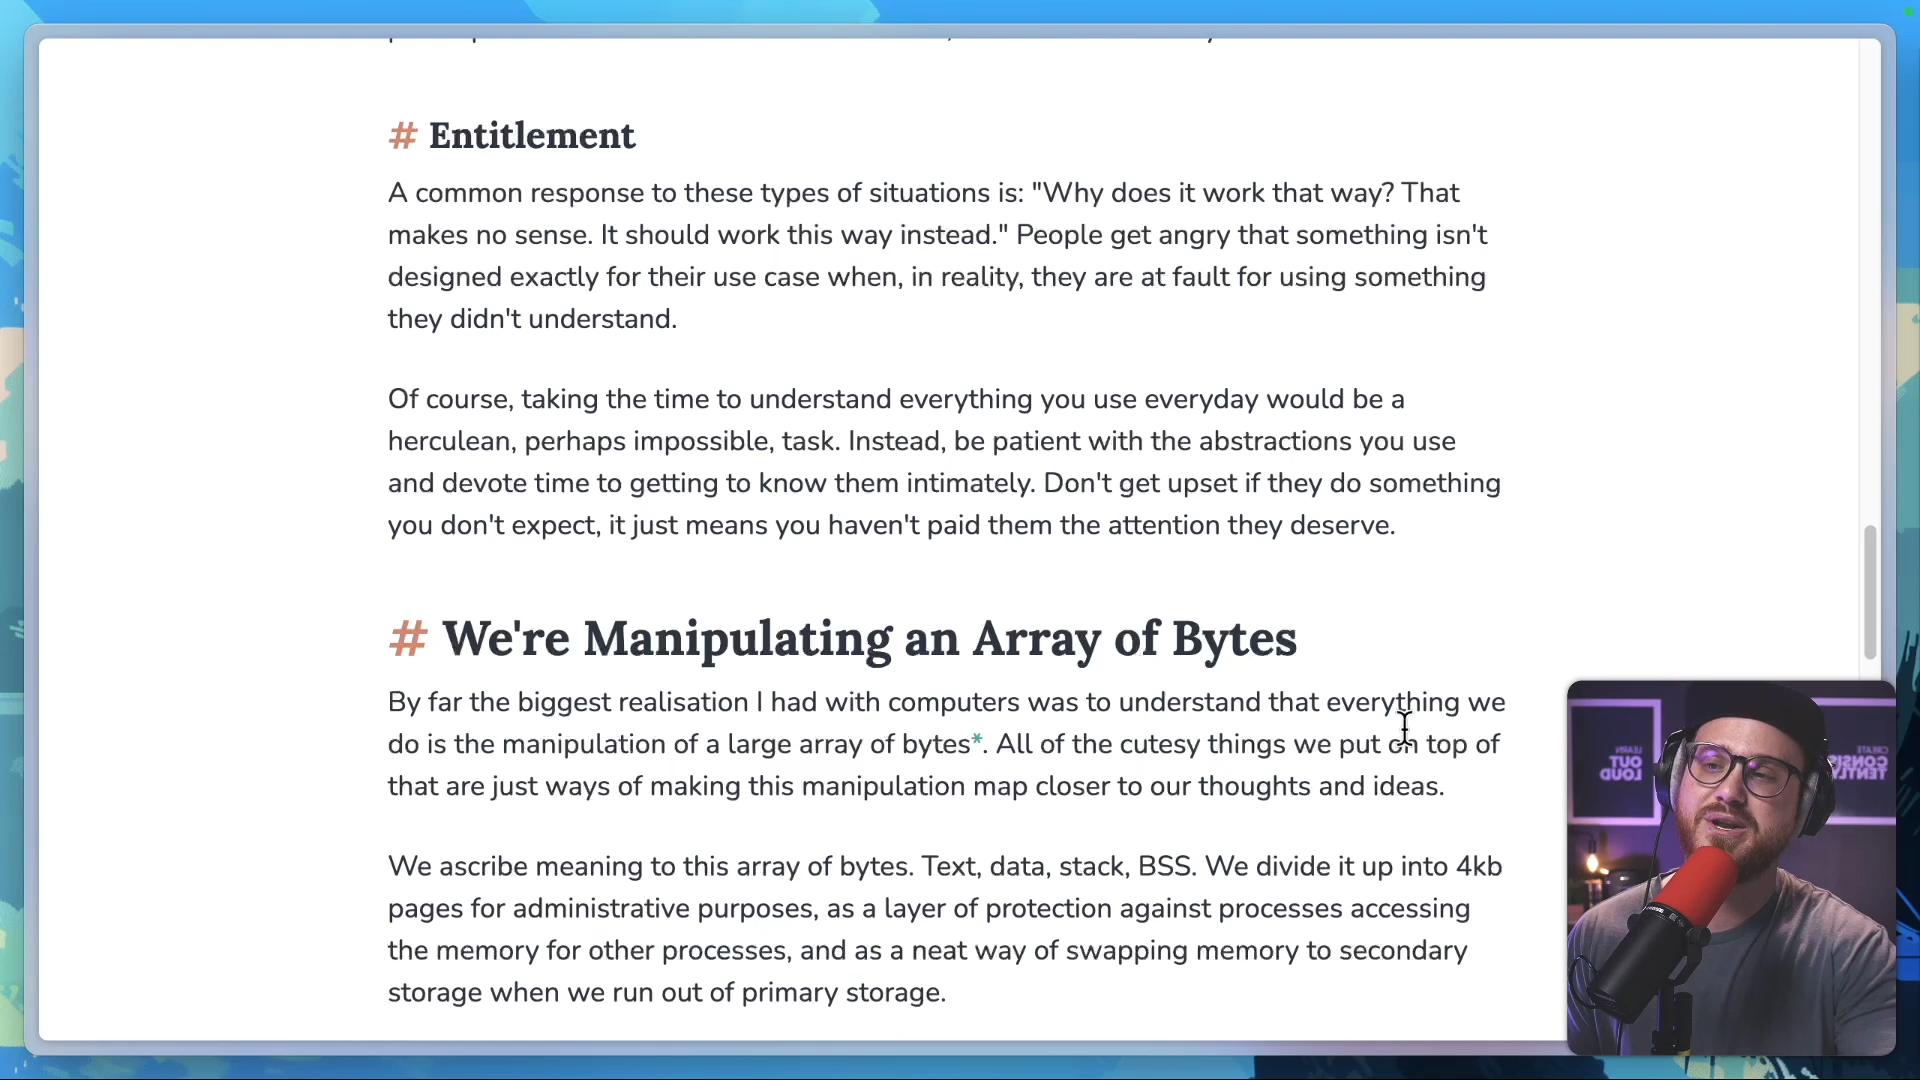 # Entitlement
A common response to these types of situations is: "Why does it work that way? That
makes no sense. It should work this way instead." People get angry that something isn't
designed exactly for their use case when, in reality, they are at fault for using something
they didn't understand.
Of course, taking the time to understand everything you use everyday would be a
herculean, perhaps impossible, task. Instead, be patient with the abstractions you use
and devote time to getting to know them intimately. Don't get upset if they do something
you don't expect, it just means you haven't paid them the attention they deserve.
# We're Manipulating an Array of Bytes
By far the biggest realisation I had with computers was to understand that everything we
do is the manipulation of a large array of bytes*. All of the cutesy things we put on top of
that are just ways of making this manipulation map closer to our thoughts and ideas.
We ascribe meaning to this array of bytes. Text, data, stack, BSS. We divide it up into 4kb
pages for administrative purposes, as a layer of protection against processes accessing
the memory for other processes, and as a neat way of swapping memory to secondary
storage when we run out of primary storage.
LEARN
OUT
LOUD
CREATE
CONSIS
TENTLY